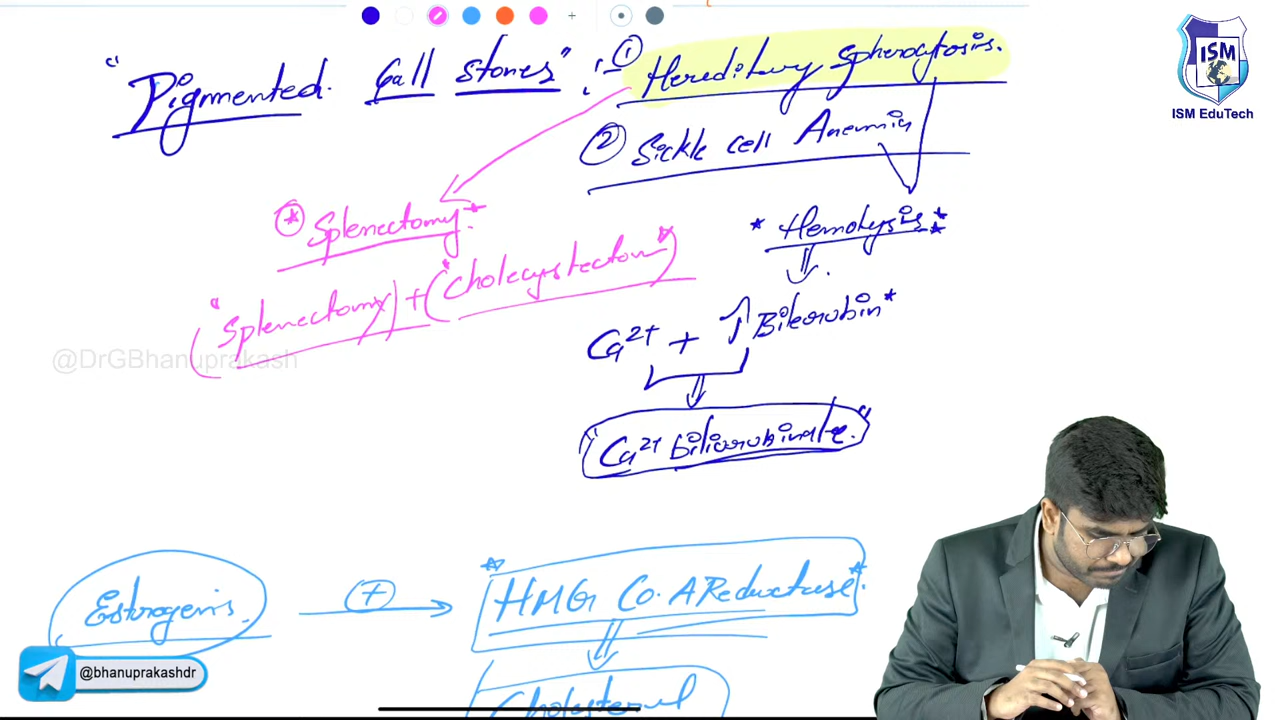 "Pigmented Gall stones" : ① Hereditary Spherocytosis.
② Sickle cell Anemia
ISM
ISM EduTech
* Splenectomy *
* Hemolysis *
"Splenectomy) + ("Cholecystectomy")
Ca2+ + ↑ Bilirubin *
@DrGBhanuprakash
"Ca2+ bilirubinate."
Estrogens. + → * HMG Co.A Reductase *
Cholesterol
@bhanuprakashdr